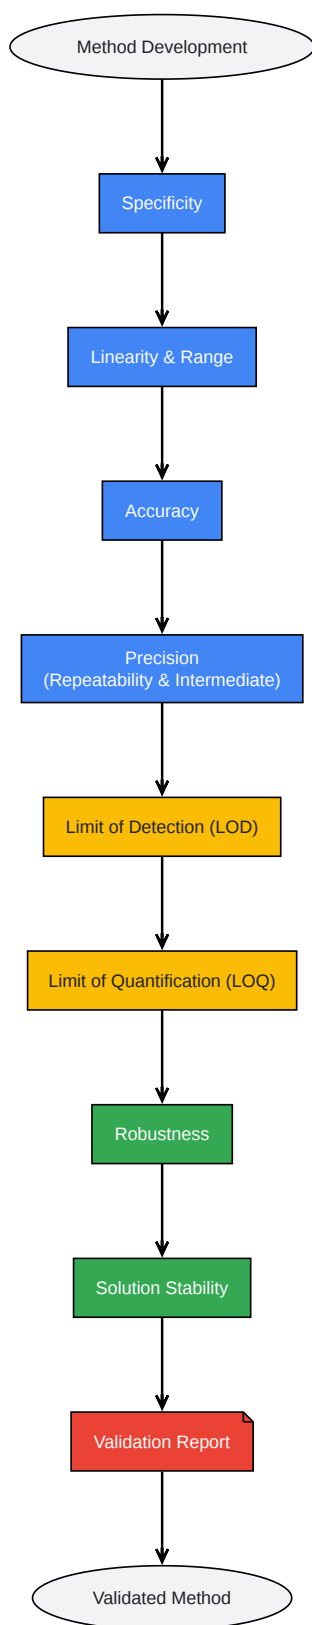 Method Development
Specificity
Linearity & Range
Accuracy
Precision
(Repeatability & Intermediate)
Limit of Detection (LOD)
Limit of Quantification (LOQ)
Robustness
Solution Stability
Validation Report
Validated Method